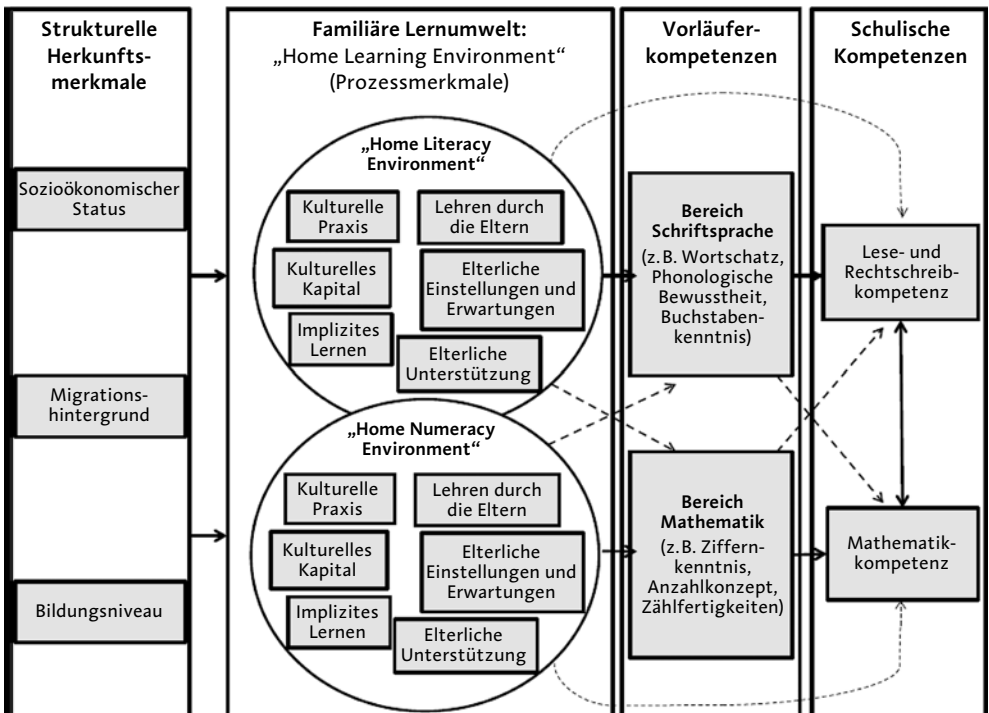 Strukturelle
Herkunfts-
merkmale
Sozioökonomischer
Status
Migrations-
hintergrund
Bildungsniveau
Familiäre Lernumwelt:
„Home Learning Environment“
(Prozessmerkmale)
„Home Literacy
Environment“
Kulturelle
Praxis
Lehren durch
die Eltern
Kulturelles
Kapital
Elterliche
Einstellungen und
Erwartungen
Implizites
Lernen
Elterliche
Unterstützung
„Home Numeracy
Environment“
Kulturelle
Praxis
Lehren durch
die Eltern
Kulturelles
Kapital
Elterliche
Einstellungen und
Erwartungen
Implizites
Lernen
Elterliche
Unterstützung
Vorläufer-
kompetenzen
Bereich
Schriftsprache
(z. B. Wortschatz,
Phonologische
Bewusstheit,
Buchstaben-
kenntnis)
Bereich
Mathematik
(z. B. Ziffern-
kenntnis,
Anzahlkonzept,
Zählfertigkeiten)
Schulische
Kompetenzen
Lese- und
Rechtschreib-
kompetenz
Mathematik-
kompetenz